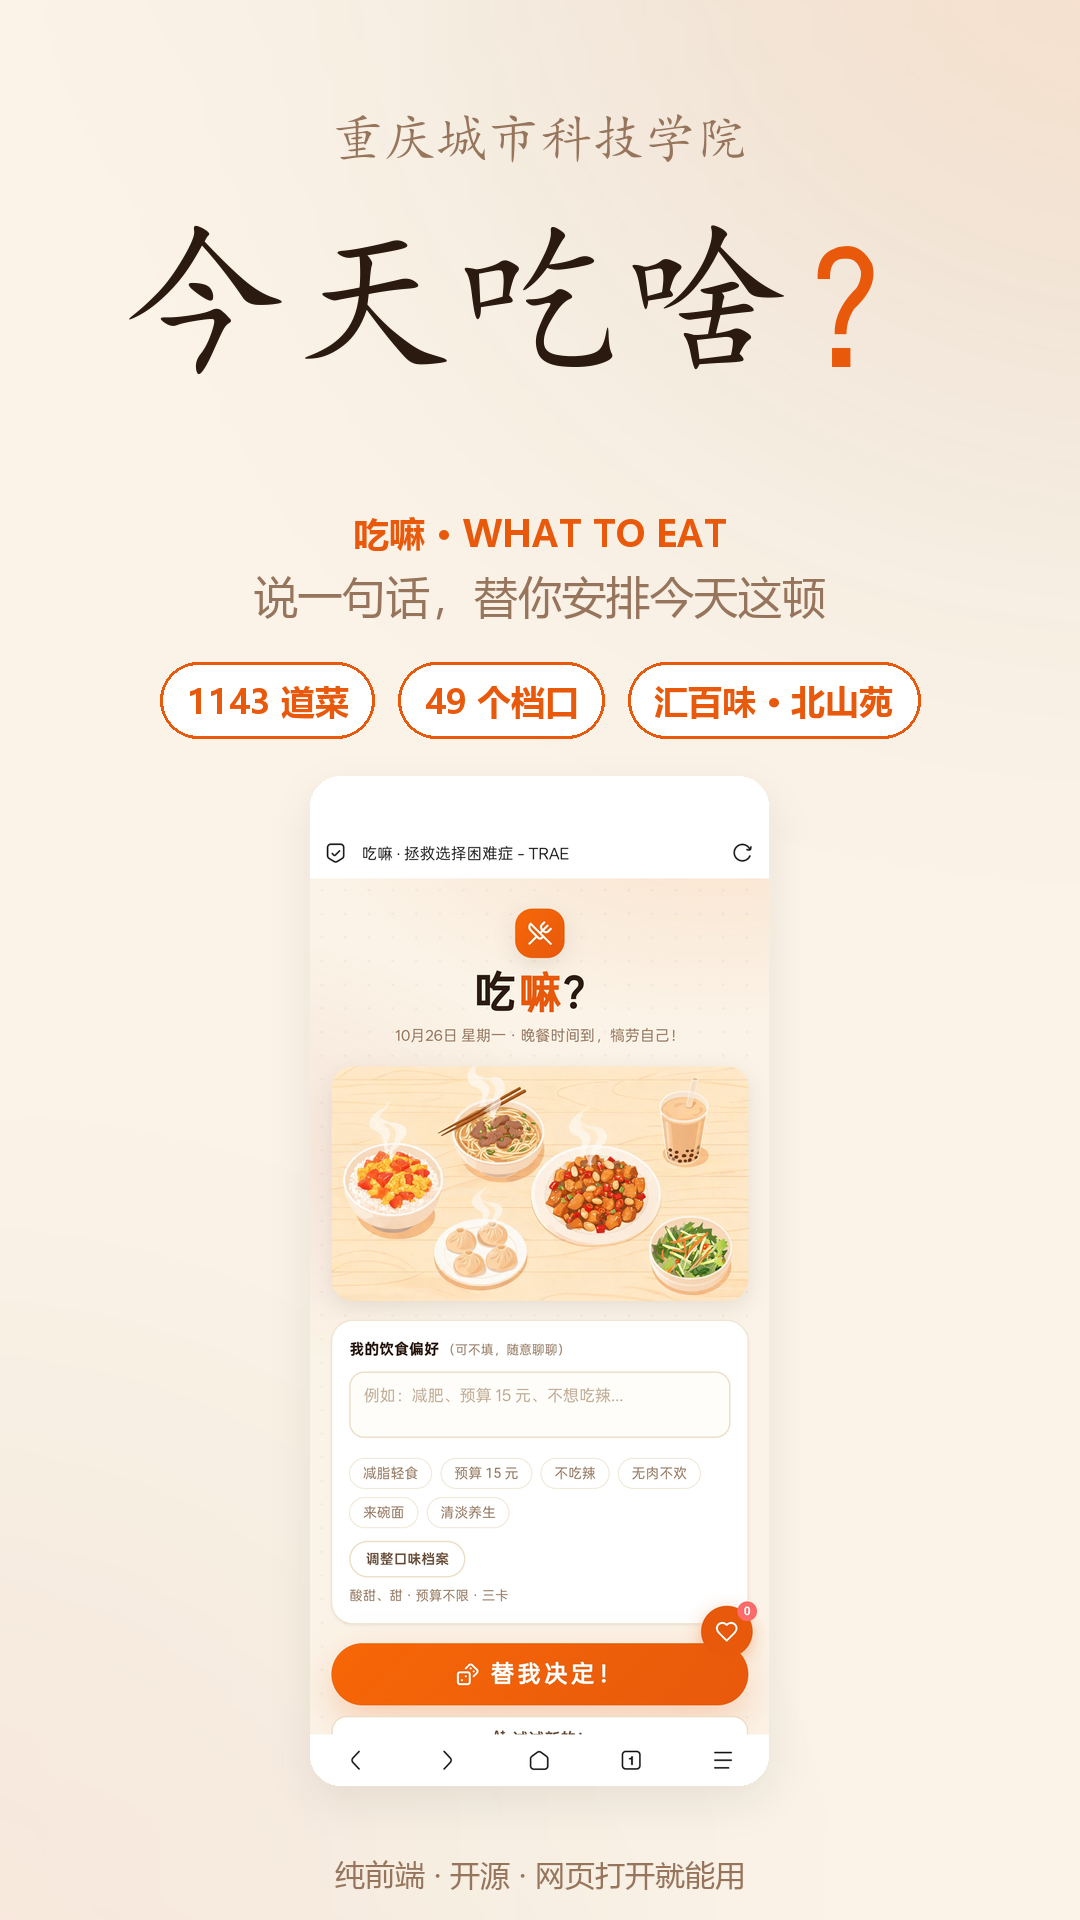 重庆城市科技学院
今天吃啥?
吃嘛 · WHAT TO EAT
说一句话，替你安排今天这顿
1143 道菜
49 个档口
汇百味 · 北山苑
吃嘛 · 拯救选择困难症 - TRAE
吃嘛?
10月26日 星期一 · 晚餐时间到，犒劳自己！
我的饮食偏好（可不填，随意聊聊）
例如：减肥、预算 15 元、不想吃辣...
减脂轻食
预算 15 元
不吃辣
无肉不欢
来碗面
清淡养生
调整口味档案
酸甜、甜 · 预算不限 · 三卡
0
替我决定！
1
纯前端 · 开源 · 网页打开就能用